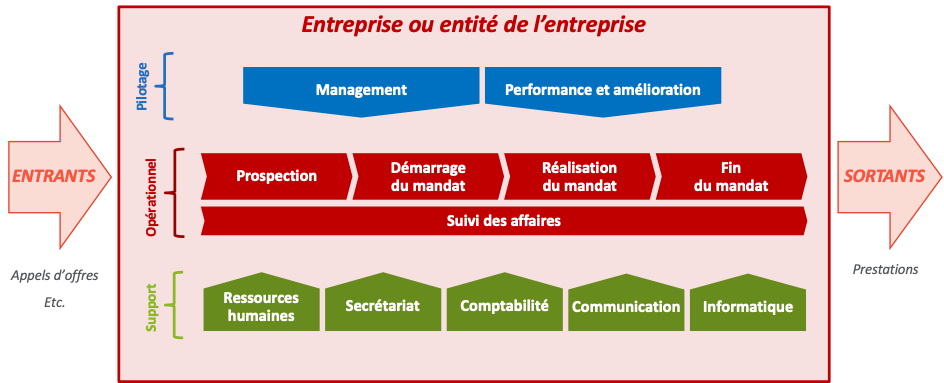 Entreprise ou entité de l'entreprise
Pilotage
Management
Performance et amélioration
ENTRANTS
Appels d'offres
Etc.
Opérationnel
Prospection
Démarrage
du mandat
Réalisation
du mandat
Fin
du mandat
Suivi des affaires
SORTANTS
Prestations
Support
Ressources
humaines
Secrétariat
Comptabilité
Communication
Informatique